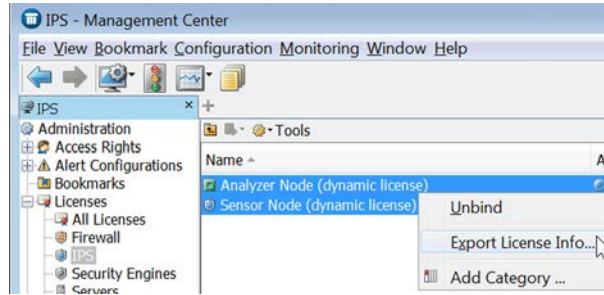 IPS - Management Center
File View Bookmark Configuration Monitoring Window Help
IPS
Administration
Access Rights
Alert Configurations
Bookmarks
Licenses
All Licenses
Firewall
IPS
Security Engines
Servers
Tools
Name
A
Analyzer Node (dynamic license)
Sensor Node (dynamic license)
Unbind
Export License Info...
Add Category ...